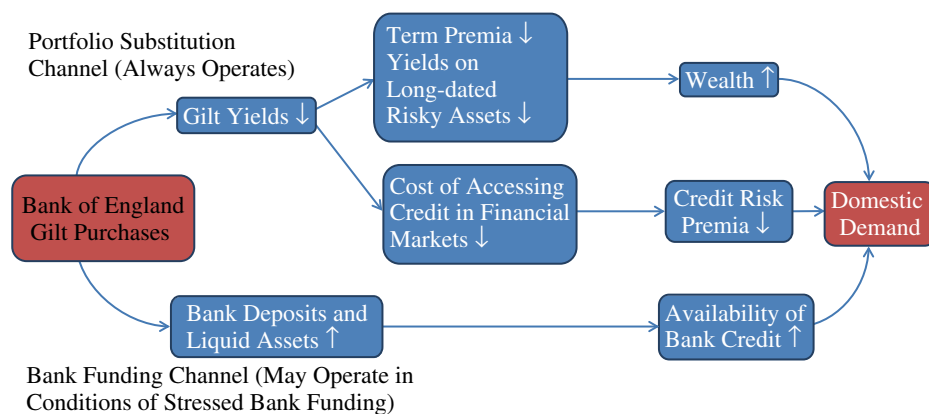 Portfolio Substitution
Channel (Always Operates)
Term Premia ↓
Yields on
Long-dated
Risky Assets ↓
Wealth ↑
Gilt Yields ↓
Bank of England
Gilt Purchases
Cost of Accessing
Credit in Financial
Markets ↓
Credit Risk
Premia ↓
Domestic
Demand
Bank Deposits and
Liquid Assets ↑
Availability of
Bank Credit ↑
Bank Funding Channel (May Operate in
Conditions of Stressed Bank Funding)